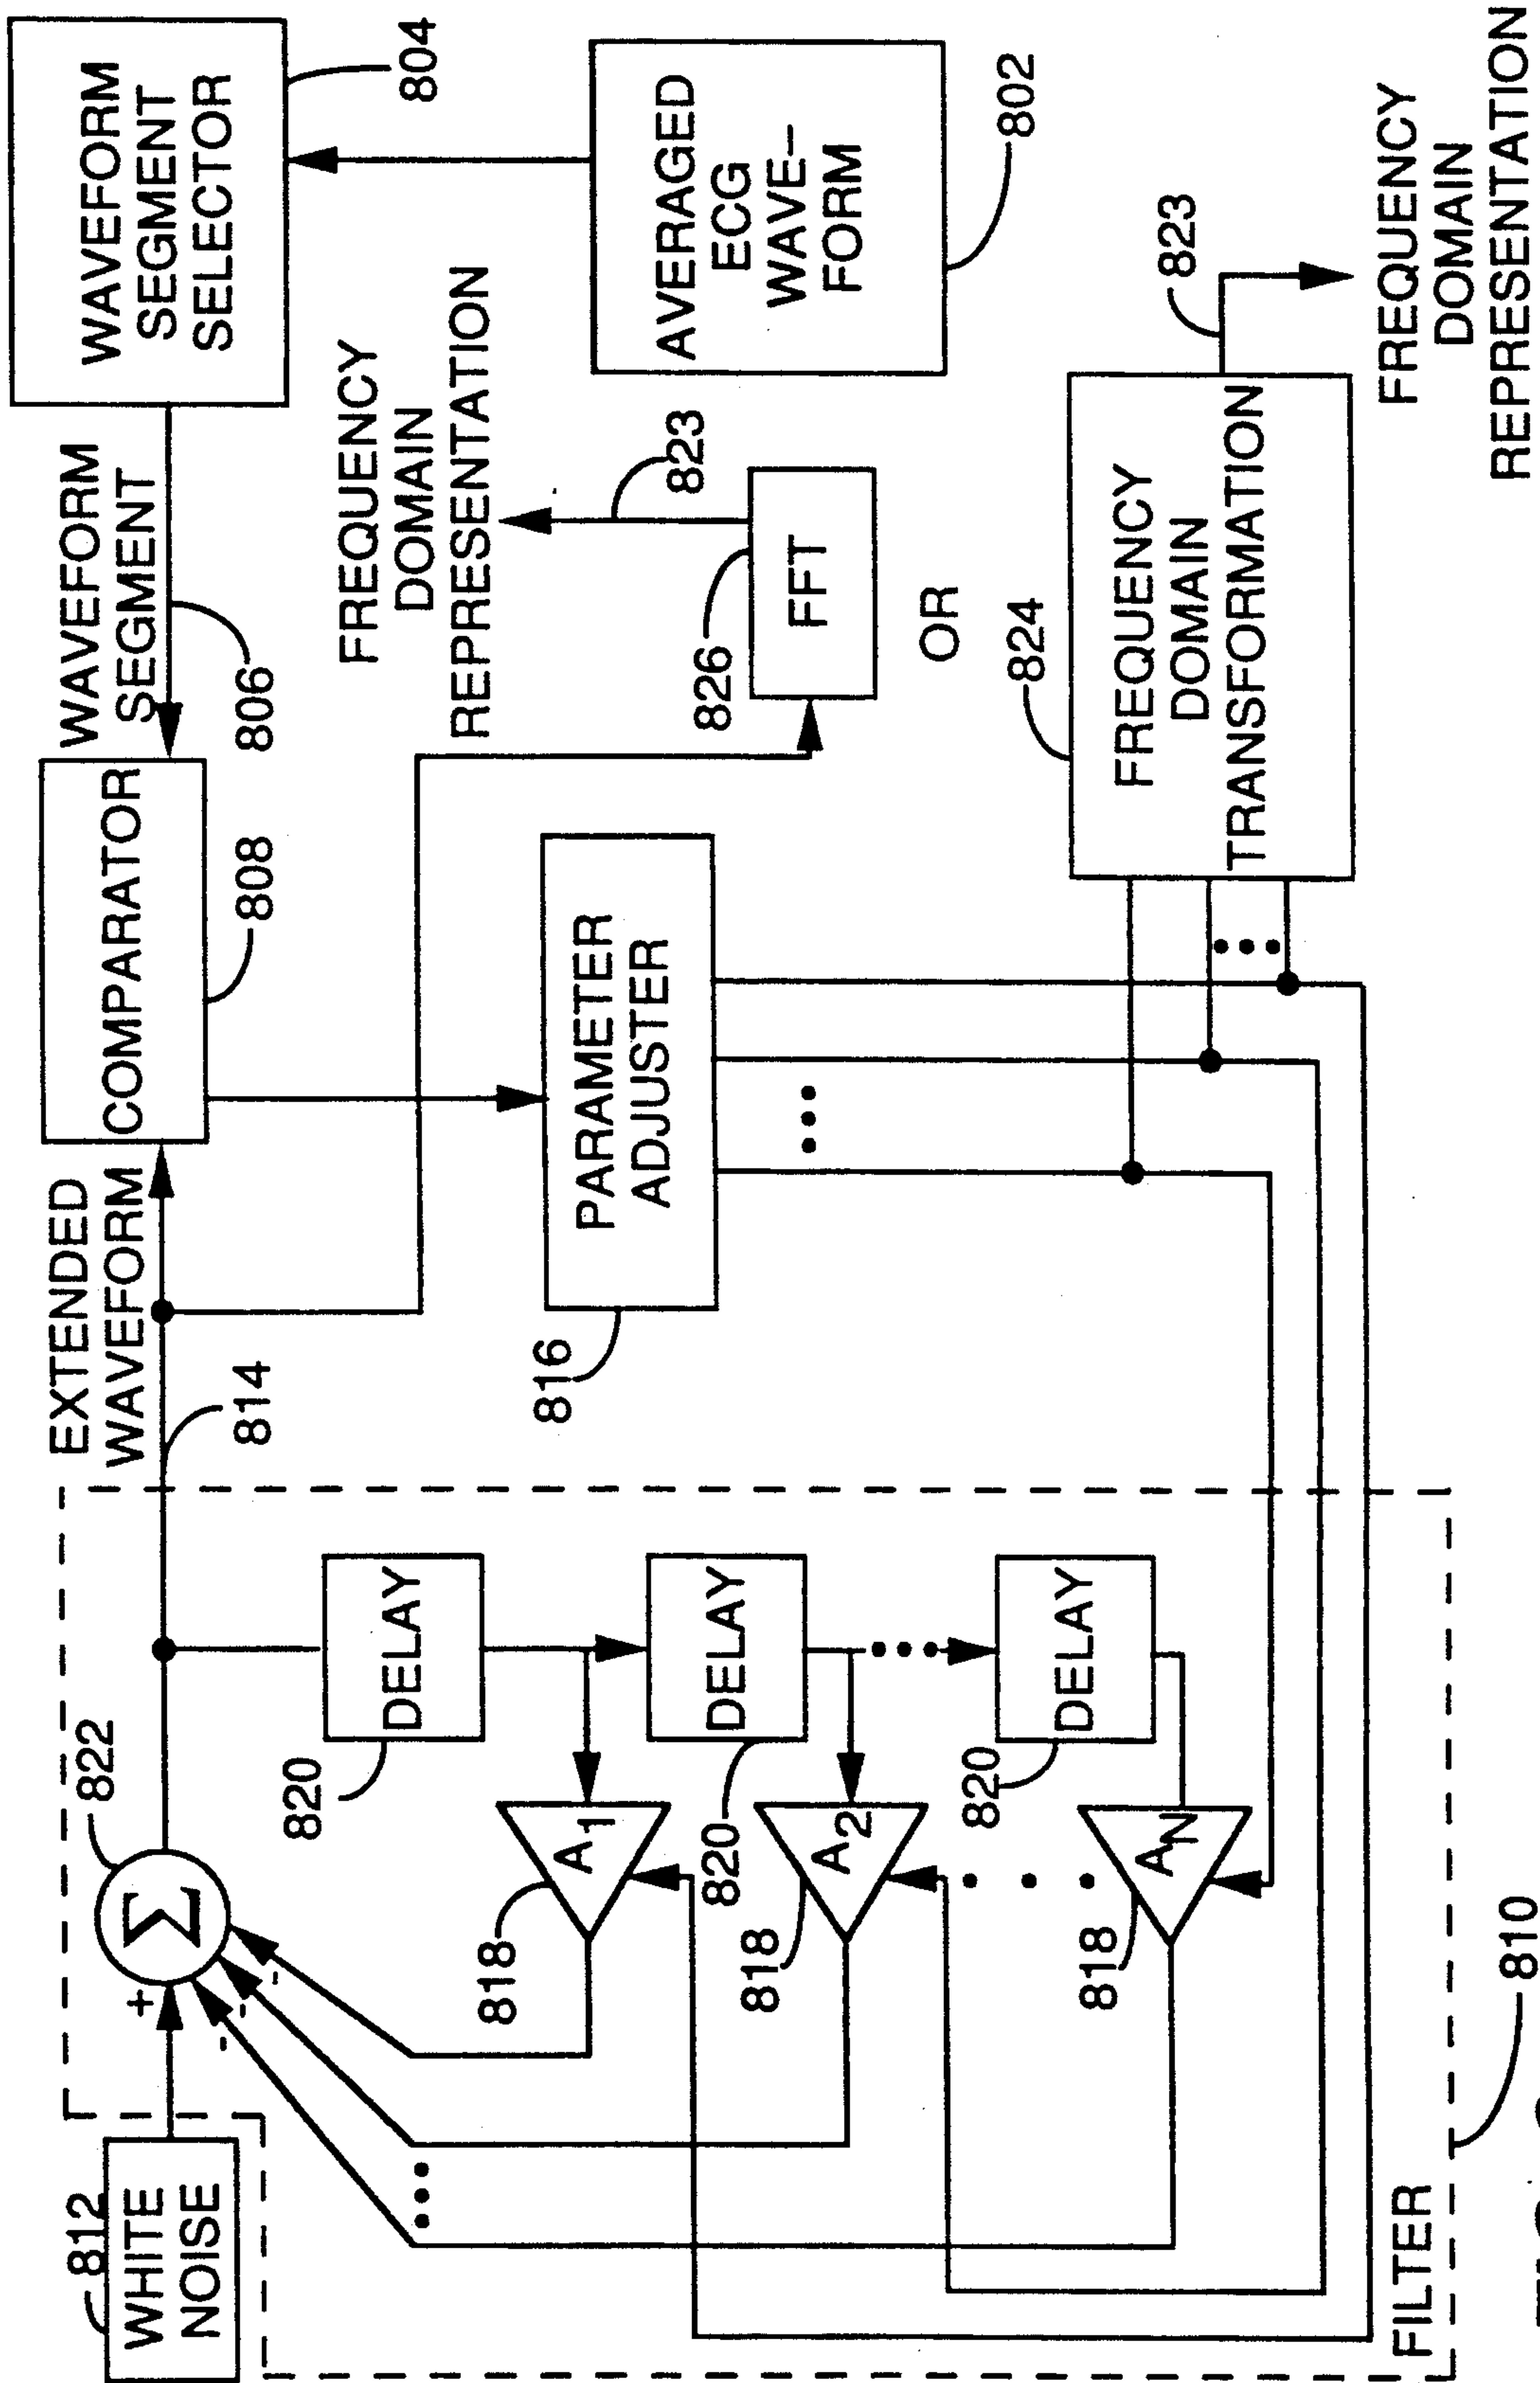 812
WHITE
NOISE
+
-
-
-
Σ
822
EXTENDED
WAVEFORM
814
COMPARATOR
808
WAVEFORM
SEGMENT
806
WAVEFORM
SEGMENT
SELECTOR
804
820
DELAY
818
A1
820
DELAY
818
A2
820
DELAY
818
AN
816
PARAMETER
ADJUSTER
FREQUENCY
DOMAIN
REPRESENTATION
823
826
FFT
OR
AVERAGED
ECG
WAVE–
FORM
802
824
FREQUENCY
DOMAIN
TRANSFORMATION
823
FREQUENCY
DOMAIN
REPRESENTATION
FILTER
810